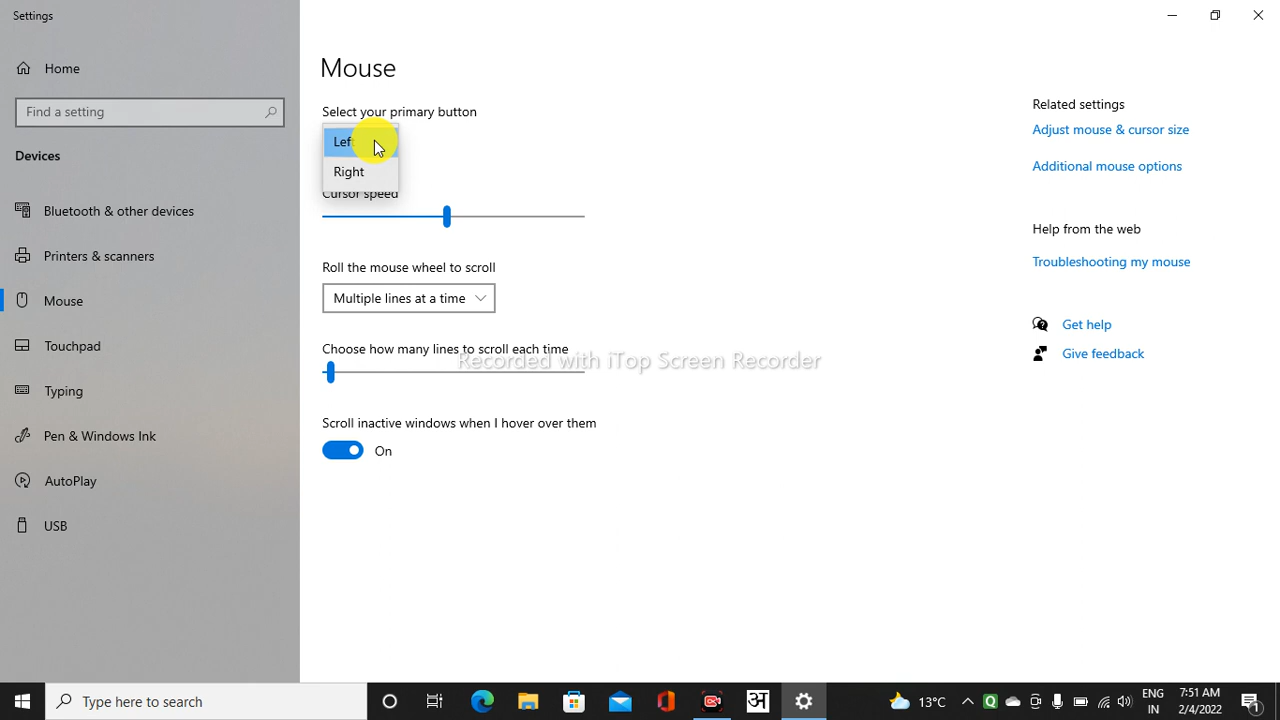 Settings
Home
Find a setting
Devices
Bluetooth & other devices
Printers & scanners
Mouse
Touchpad
Typing
Pen & Windows Ink
AutoPlay
USB
Mouse
Select your primary button
Left
Right
Cursor speed
Roll the mouse wheel to scroll
Multiple lines at a time
Choose how many lines to scroll each time
Recorded with iTop Screen Recorder
Scroll inactive windows when I hover over them
On
Related settings
Adjust mouse & cursor size
Additional mouse options
Help from the web
Troubleshooting my mouse
Get help
Give feedback
Type here to search
अ
13°C
ENG
IN
7:51 AM
2/4/2022
1